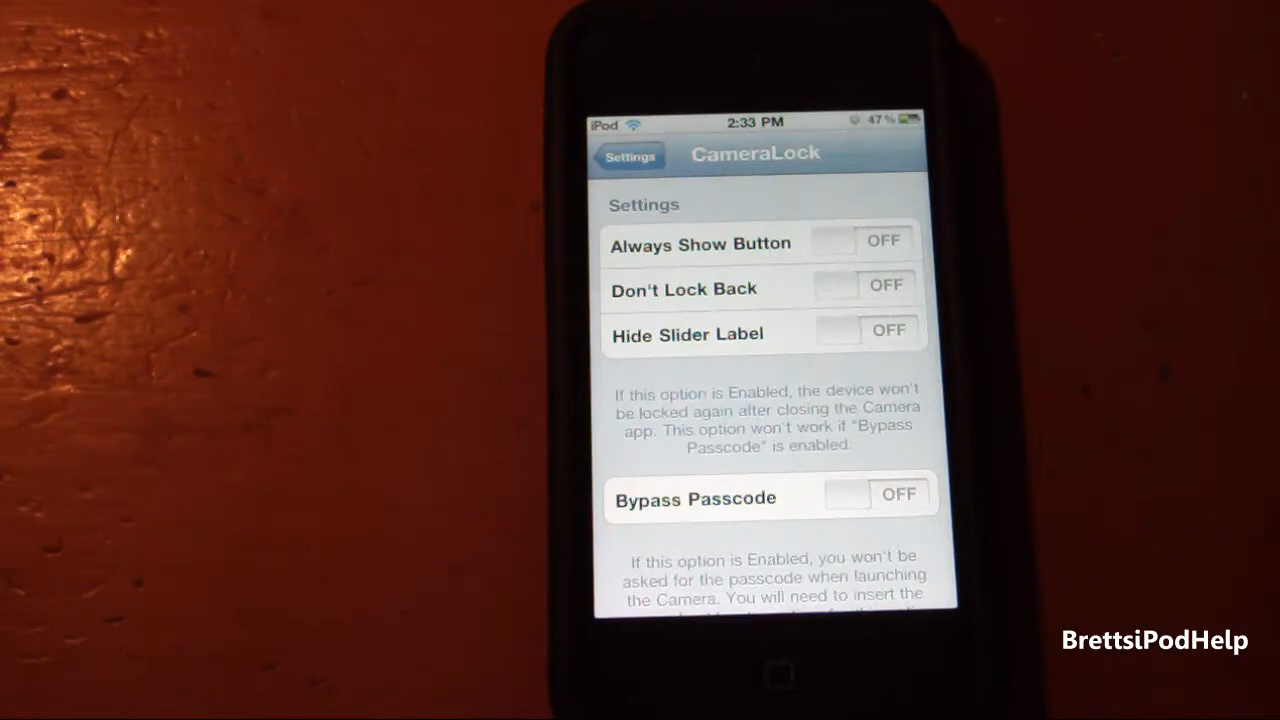 iPod 2:33 PM 47%
Settings CameraLock
Settings
Always Show Button OFF
Don't Lock Back OFF
Hide Slider Label OFF
If this option is Enabled, the device won't
be locked again after closing the Camera
app. This option won't work if "Bypass
Passcode" is enabled.
Bypass Passcode OFF
If this option is Enabled, you won't be
asked for the passcode when launching
the Camera. You will need to insert the
BrettsiPodHelp